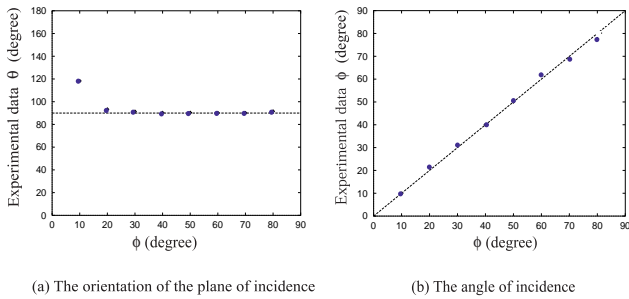 180
160
140
120
100
80
60
40
20
0
0 10 20 30 40 50 60 70 80 90
Experimental data θ (degree)
ϕ (degree)
(a) The orientation of the plane of incidence
90
80
70
60
50
40
30
20
10
0
0 10 20 30 40 50 60 70 80 90
Experimental data ϕ (degree)
ϕ (degree)
(b) The angle of incidence